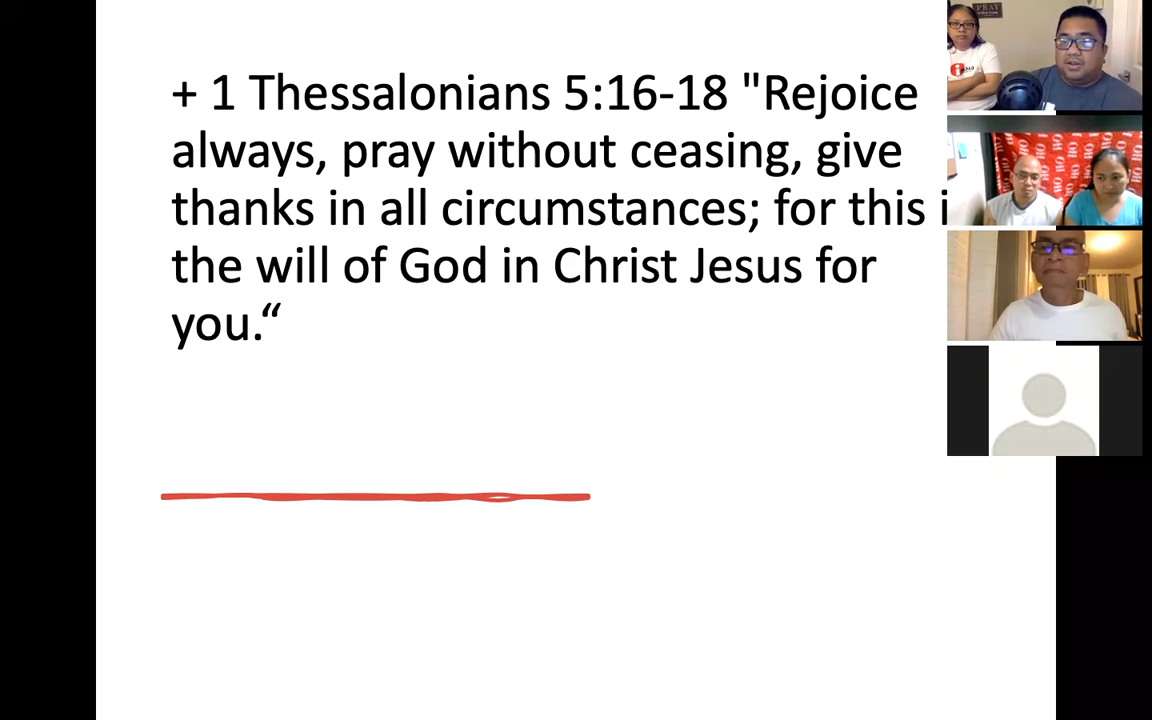 + 1 Thessalonians 5:16-18 "Rejoice
always, pray without ceasing, give
thanks in all circumstances; for this i
the will of God in Christ Jesus for
you.“
PRAY